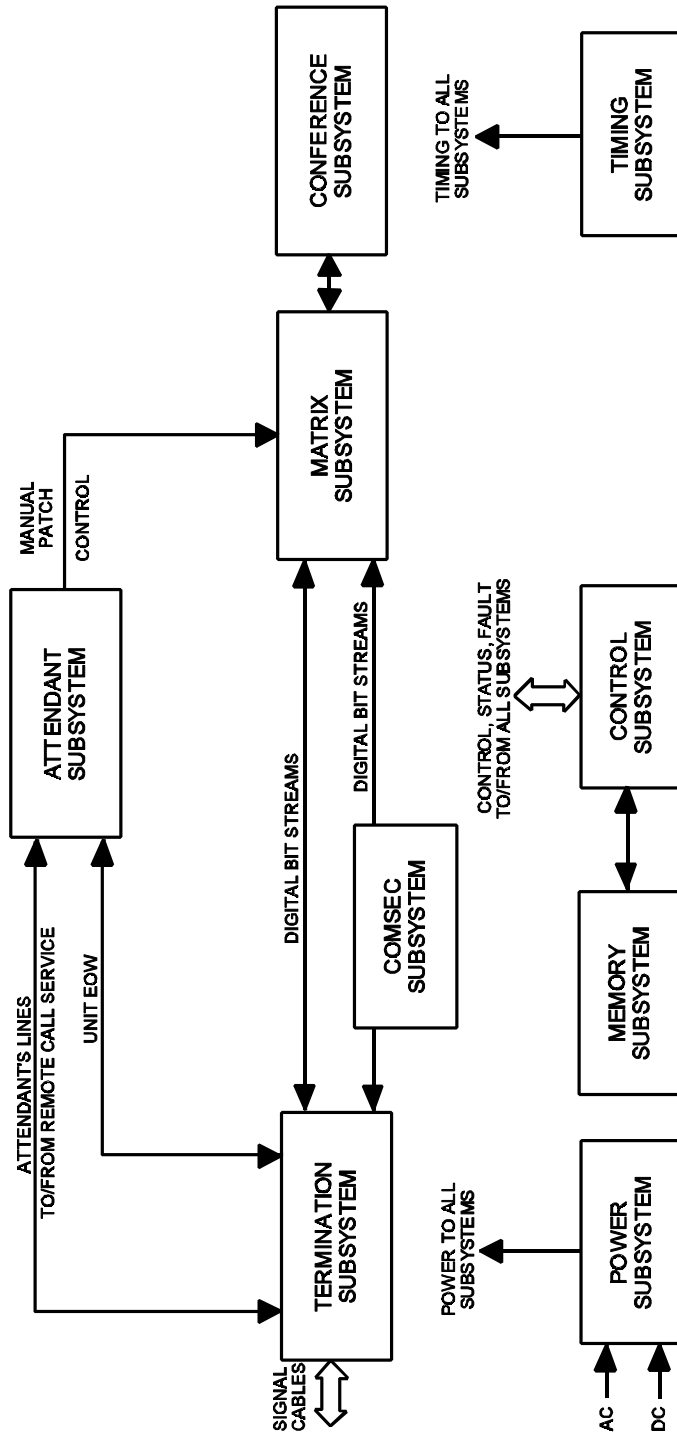 ATTENDANT'S LINES
TO/FROM REMOTE CALL SERVICE
UNIT EOW
ATTENDANT
SUBSYSTEM
MANUAL
PATCH
CONTROL
SIGNAL
CABLES
TERMINATION
SUBSYSTEM
DIGITAL BIT STREAMS
COMSEC
SUBSYSTEM
DIGITAL BIT STREAMS
MATRIX
SUBSYSTEM
CONFERENCE
SUBSYSTEM
POWER TO ALL
SUBSYSTEMS
CONTROL, STATUS, FAULT
TO/FROM ALL SUBSYSTEMS
TIMING TO ALL
SUBSYSTEMS
AC
DC
POWER
SUBSYSTEM
MEMORY
SUBSYSTEM
CONTROL
SUBSYSTEM
TIMING
SUBSYSTEM